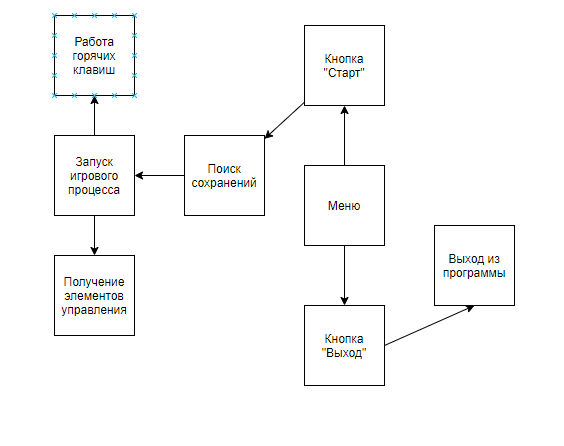 Работа
горячих
клавиш
Кнопка
"Старт"
Запуск
игрового
процесса
Поиск
сохранений
Меню
Получение
элементов
управления
Выход из
программы
Кнопка
"Выход"